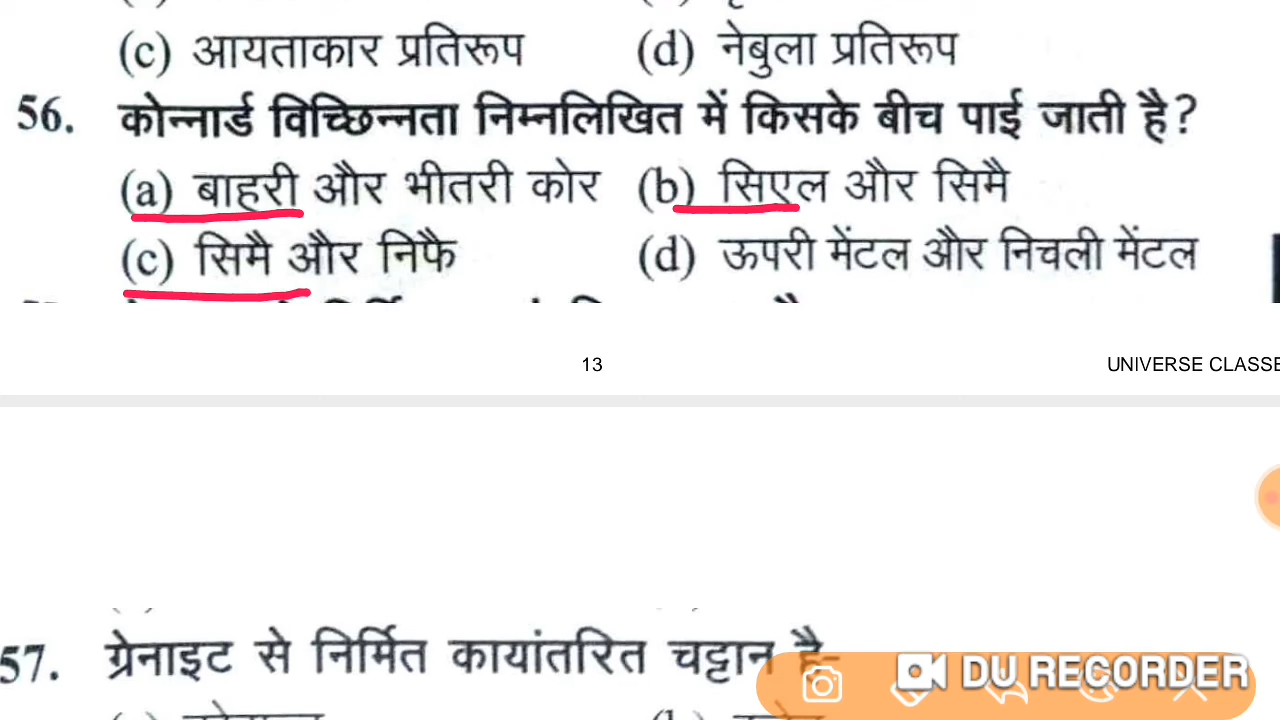 (c) आयताकार प्रतिरूप (d) नेबुला प्रतिरूप
56. कोन्नार्ड विच्छिन्नता निम्नलिखित में किसके बीच पाई जाती है?
(a) बाहरी और भीतरी कोर (b) सिएल और सिमै
(c) सिमै और निफै (d) ऊपरी मेंटल और निचली मेंटल
13 UNIVERSE CLASSE
57. ग्रेनाइट से निर्मित कायांतरित चट्टान है-
DU RECORDER